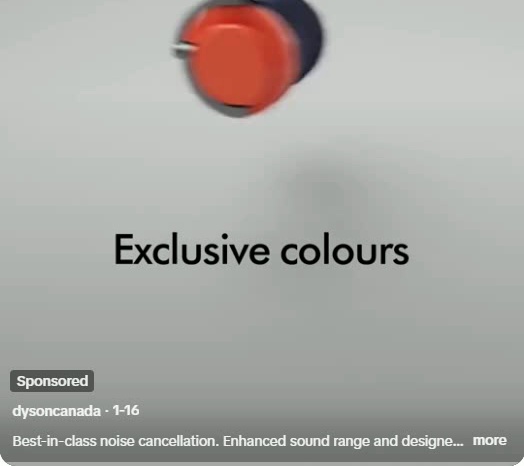 Exclusive colours
Sponsored
dysoncanada · 1-16
Best-in-class noise cancellation. Enhanced sound range and designe... more